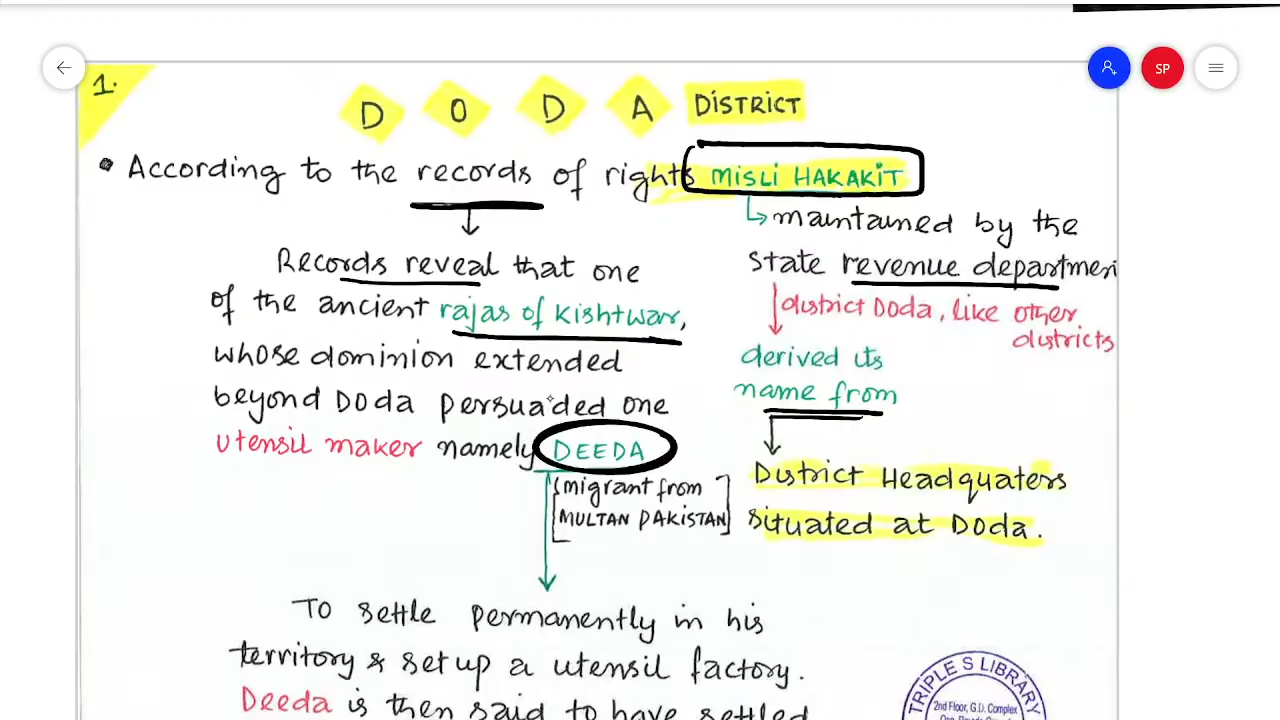 SP
1.
DODA DISTRICT
According to the records of rights MISLI HAKAKIT
maintained by the
state revenue department
district Doda, like other
districts
derived its
name from
District Headquaters
situated at Doda.
Records reveal that one
of the ancient rajas of Kishtwar,
whose dominion extended
beyond Doda persuaded one
utensil maker namely DEEDA
[migrant from
MULTAN PAKISTAN]
To settle permanently in his
territory & setup a utensil factory.
Deeda is then said to have settled
TRIPLE S LIBRARY
2nd Floor, G.D. Complex